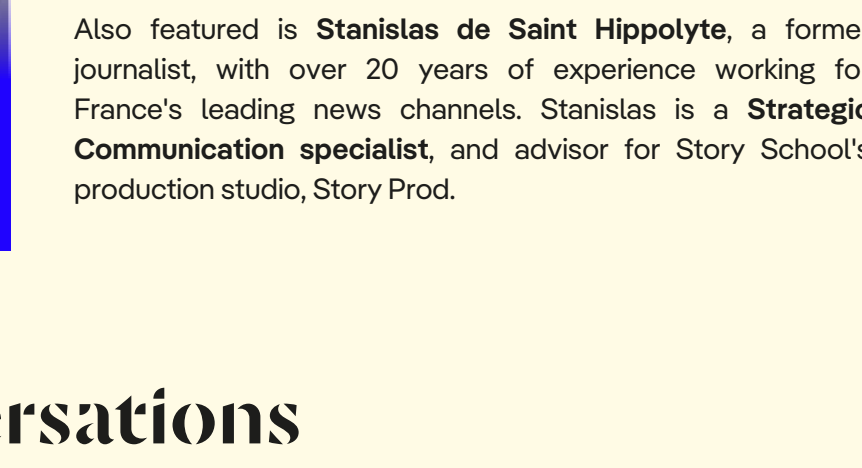 Also featured is Stanislas de Saint Hippolyte, a forme
journalist, with over 20 years of experience working fo
France's leading news channels. Stanislas is a Strategic
Communication specialist, and advisor for Story School's
production studio, Story Prod.
ersations